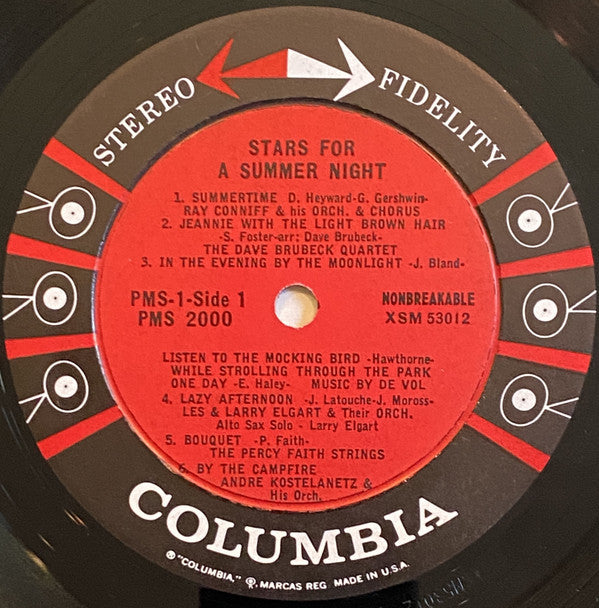 STEREO FIDELITY
STARS FOR
A SUMMER NIGHT
1. SUMMERTIME D. Heyward-G. Gershwin-
RAY CONNIFF & his ORCH. & CHORUS
2. JEANNIE WITH THE LIGHT BROWN HAIR
-S. Foster-arr: Dave Brubeck-
THE DAVE BRUBECK QUARTET
3. IN THE EVENING BY THE MOONLIGHT -J. Bland-
PMS-1-Side 1
PMS 2000
NONBREAKABLE
XSM 53012
LISTEN TO THE MOCKING BIRD -Hawthorne-
WHILE STROLLING THROUGH THE PARK
ONE DAY -E. Haley- MUSIC BY DE VOL
4. LAZY AFTERNOON -J. Latouche-J. Moross-
LES & LARRY ELGART & Their ORCH.
Alto Sax Solo - Larry Elgart
5. BOUQUET -P. Faith-
THE PERCY FAITH STRINGS
6. BY THE CAMPFIRE
ANDRE KOSTELANETZ &
His Orch.
COLUMBIA
® "COLUMBIA," ®, MARCAS REG. MADE IN U.S.A.